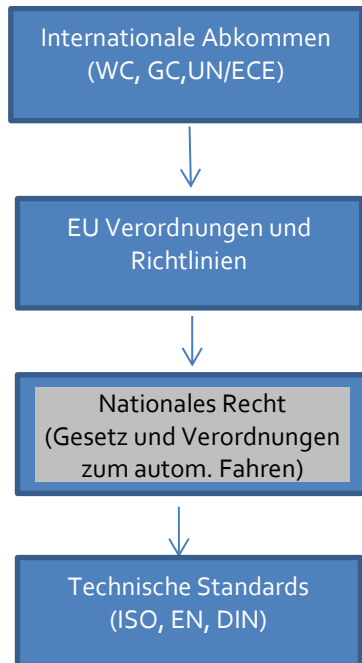 Internationale Abkommen
(WC, GC,UN/ECE)
EU Verordnungen und
Richtlinien
Nationales Recht
(Gesetz und Verordnungen
zum autom. Fahren)
Technische Standards
(ISO, EN, DIN)